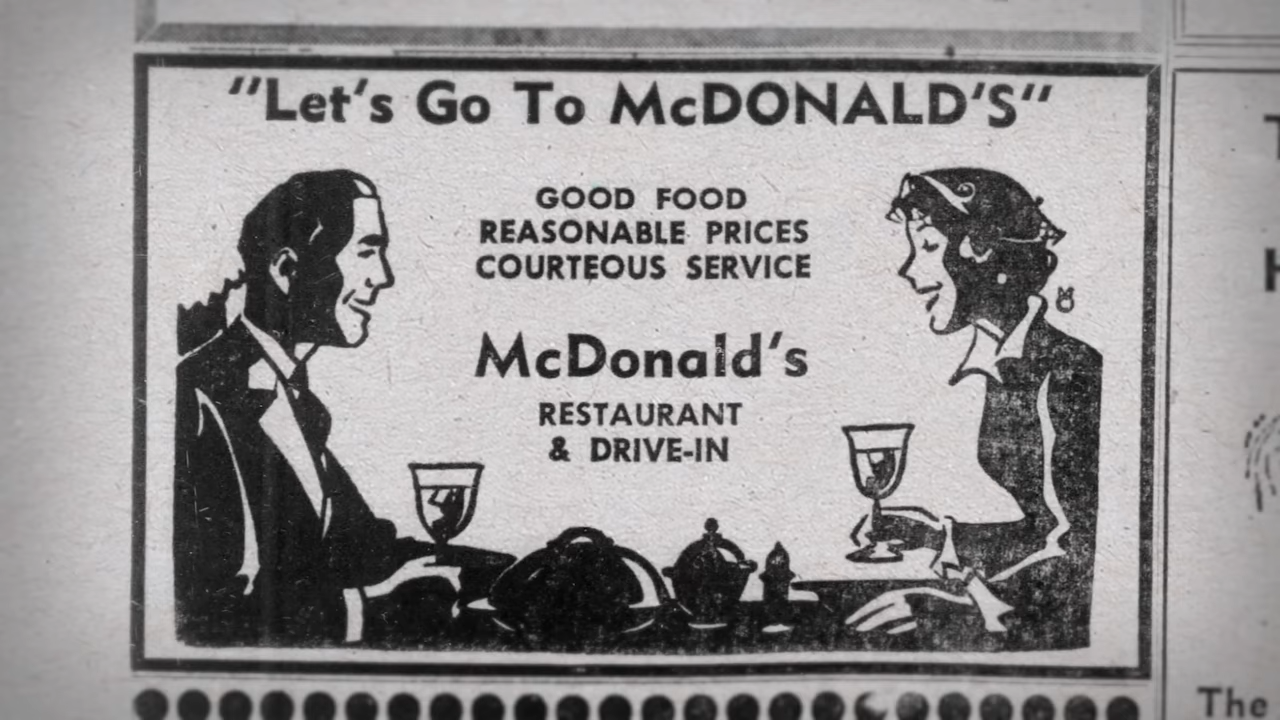 "Let's Go To McDONALD'S"
GOOD FOOD
REASONABLE PRICES
COURTEOUS SERVICE
McDonald's
RESTAURANT
& DRIVE-IN
The